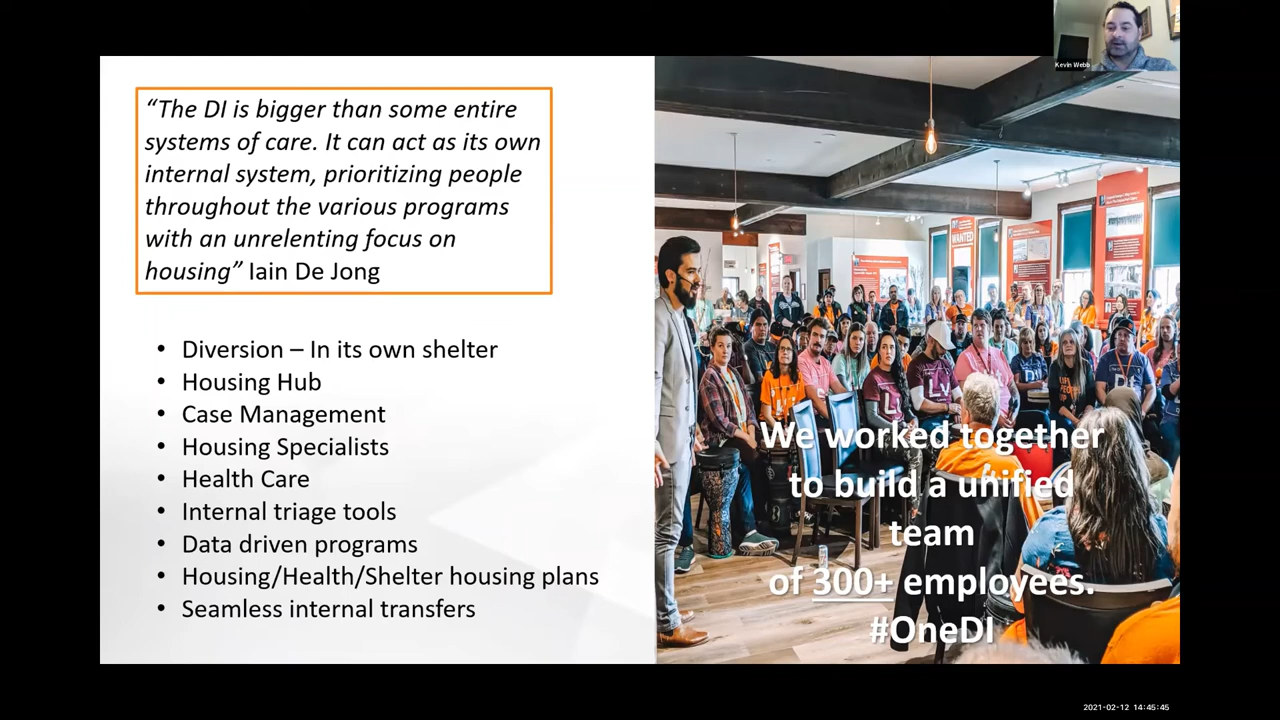 Kevin Webb
“The DI is bigger than some entire
systems of care. It can act as its own
internal system, prioritizing people
throughout the various programs
with an unrelenting focus on
housing” Iain De Jong
• Diversion – In its own shelter
• Housing Hub
• Case Management
• Housing Specialists
• Health Care
• Internal triage tools
• Data driven programs
• Housing/Health/Shelter housing plans
• Seamless internal transfers
WANTED
We worked together
to build a unified
team
of 300+ employees.
#OneDI
2021-02-12 14:45:45